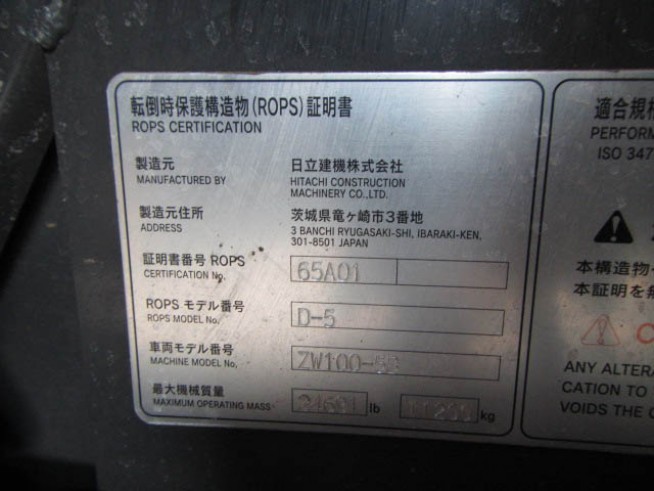 転倒時保護構造物(ROPS)証明書
ROPS CERTIFICATION
製造元 日立建機株式会社
MANUFACTURED BY HITACHI CONSTRUCTION
MACHINERY CO.,LTD.
製造元住所 茨城県竜ヶ崎市3番地
ADDRESS 3 BANCHI RYUGASAKI-SHI, IBARAKI-KEN,
301-8501 JAPAN
証明書番号 ROPS 65A01
CERTIFICATION No.
ROPS モデル番号 D-5
ROPS MODEL No.
車両モデル番号 ZW100-
MACHINE MODEL No.
最大機械質量
MAXIMUM OPERATING MASS lb 11200 kg
適合規格
PERFORM
ISO 347
本構造物
本証明を無
ANY ALTERA
CATION TO
VOIDS THE